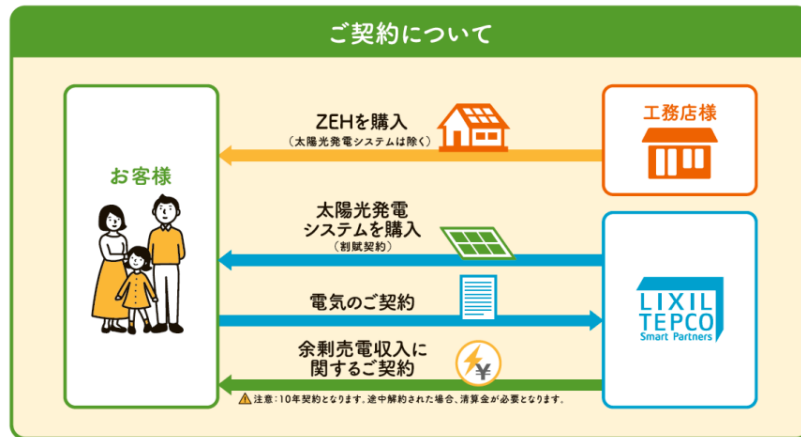 ご契約について
ZEHを購入
（太陽光発電システムは除く）
工務店様
お客様
太陽光発電
システムを購入
（割賦契約）
電気のご契約
LIXIL
TEPCO
Smart Partners
余剰売電収入に
関するご契約
¥
注意：10年契約となります。途中解約された場合、清算金が必要となります。